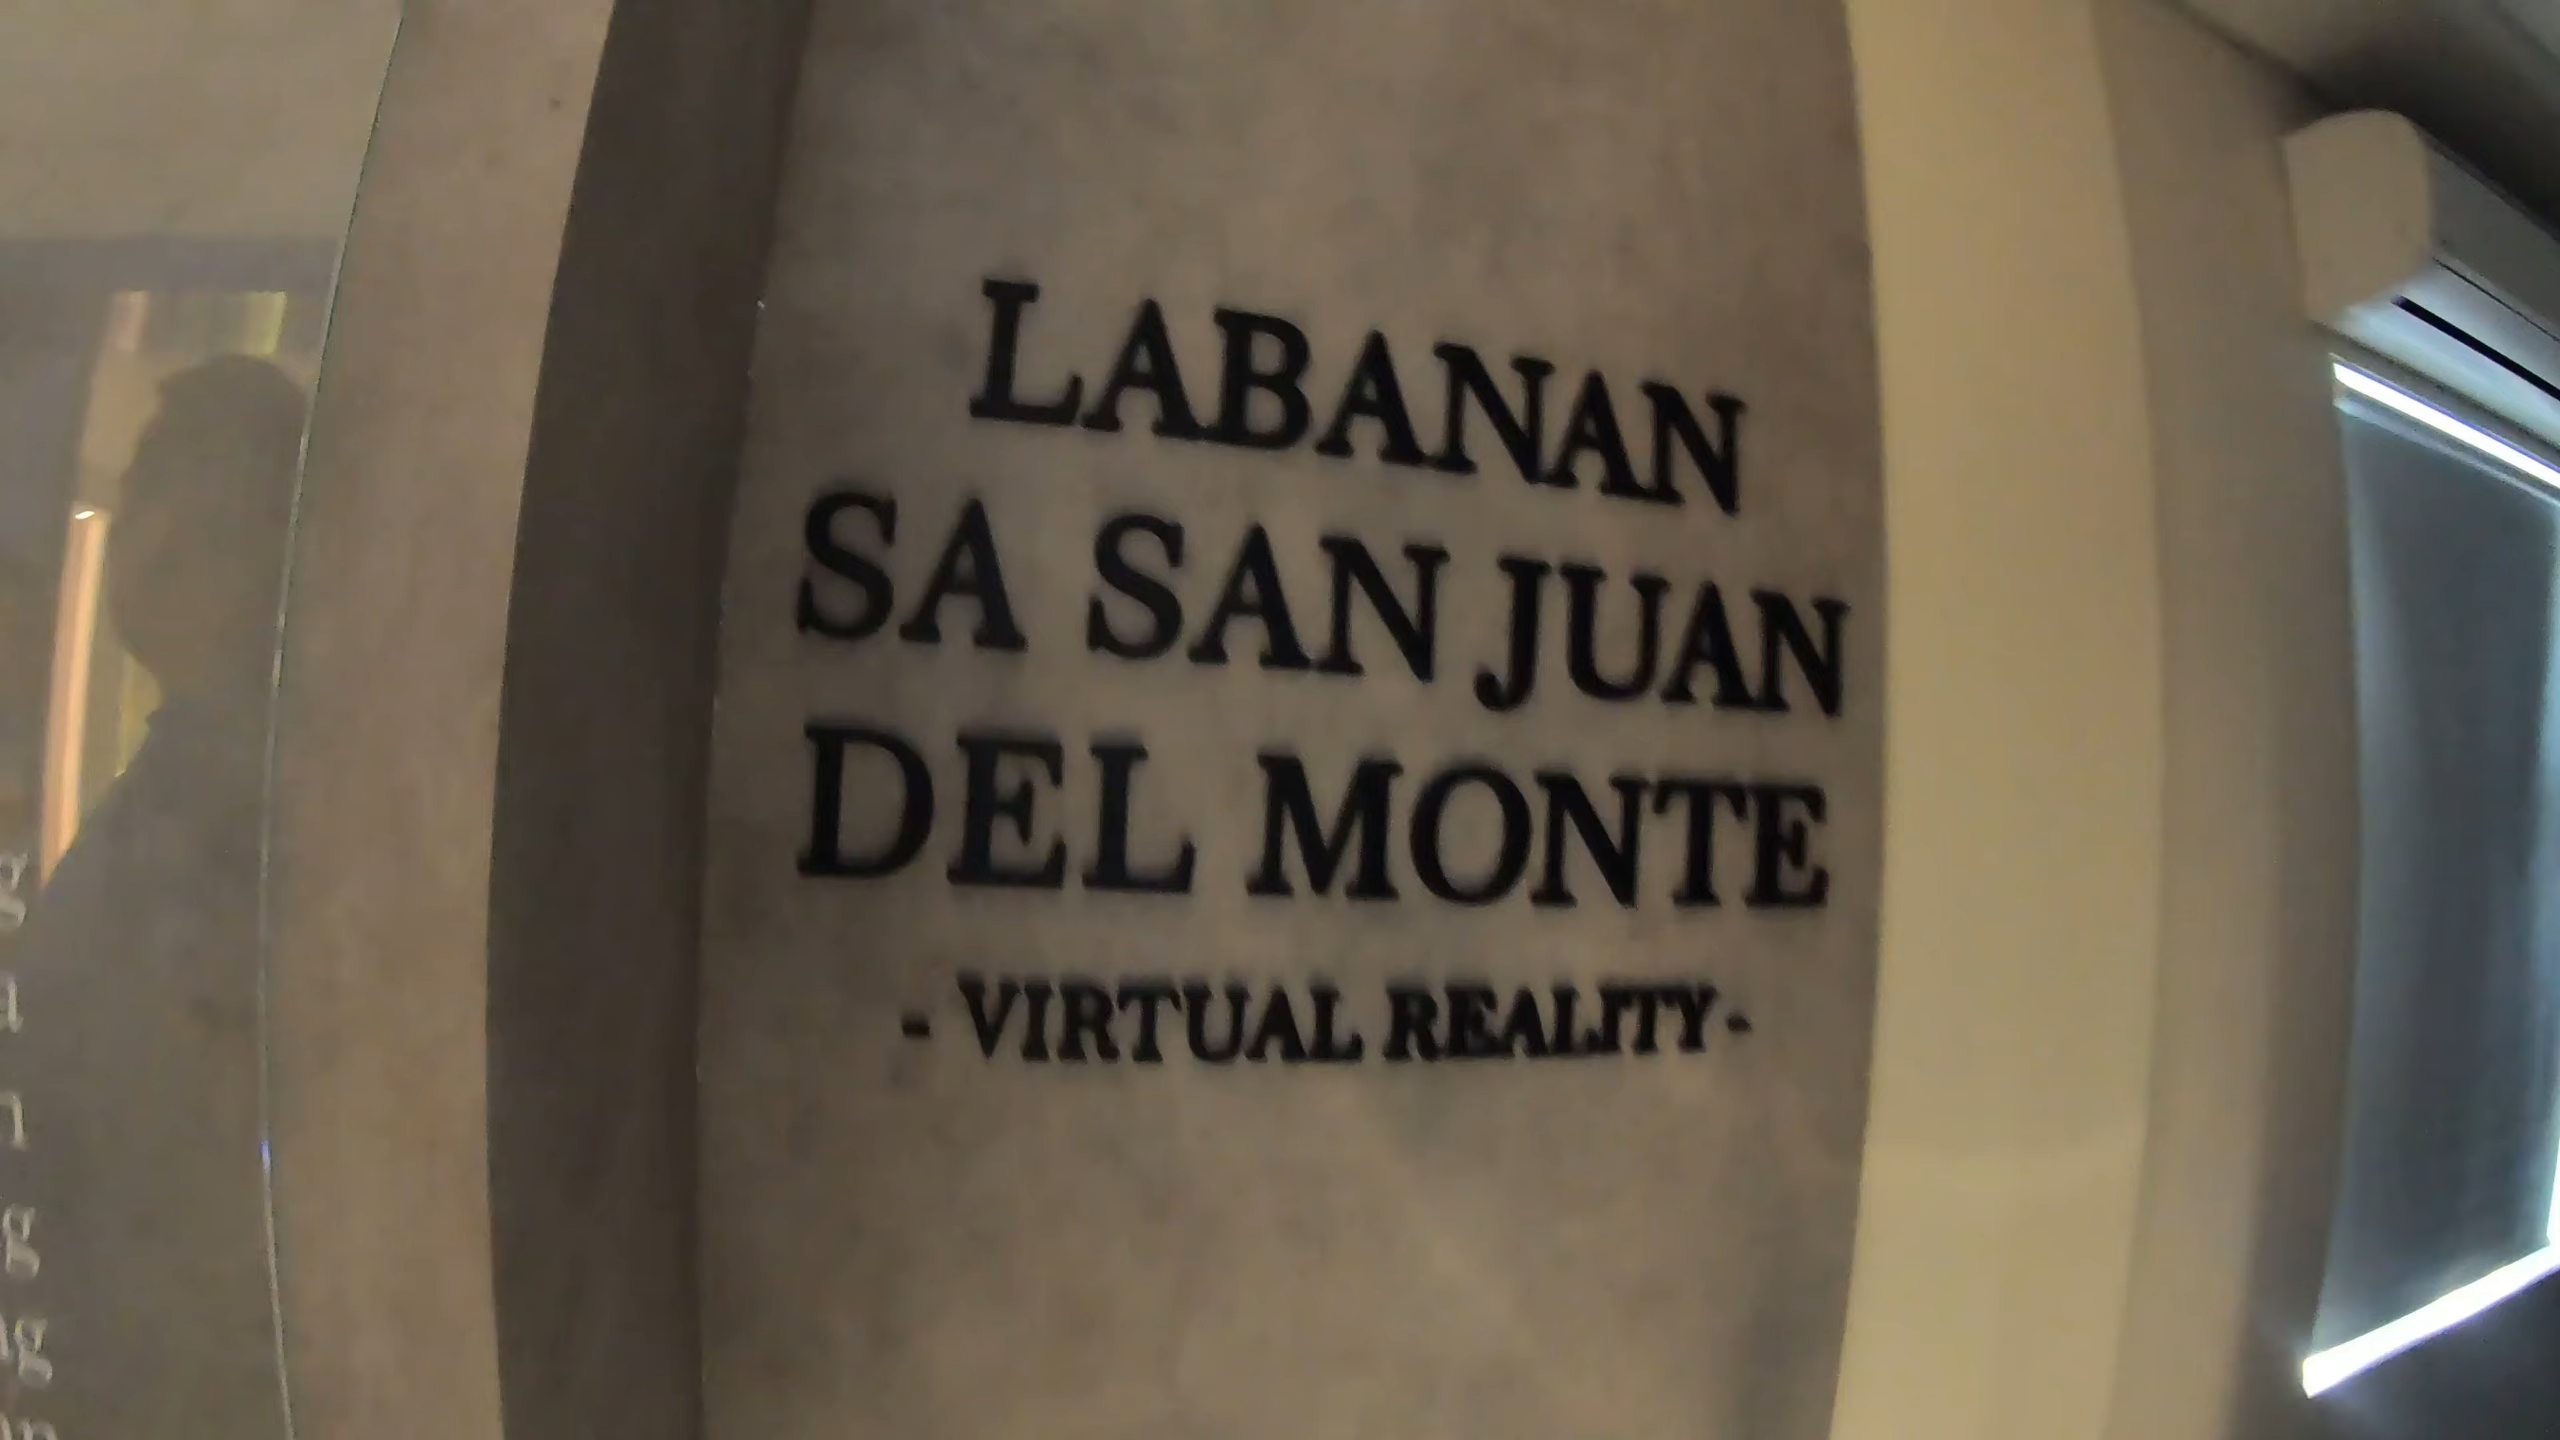 LABANAN
SA SAN JUAN
DEL MONTE
- VIRTUAL REALITY -